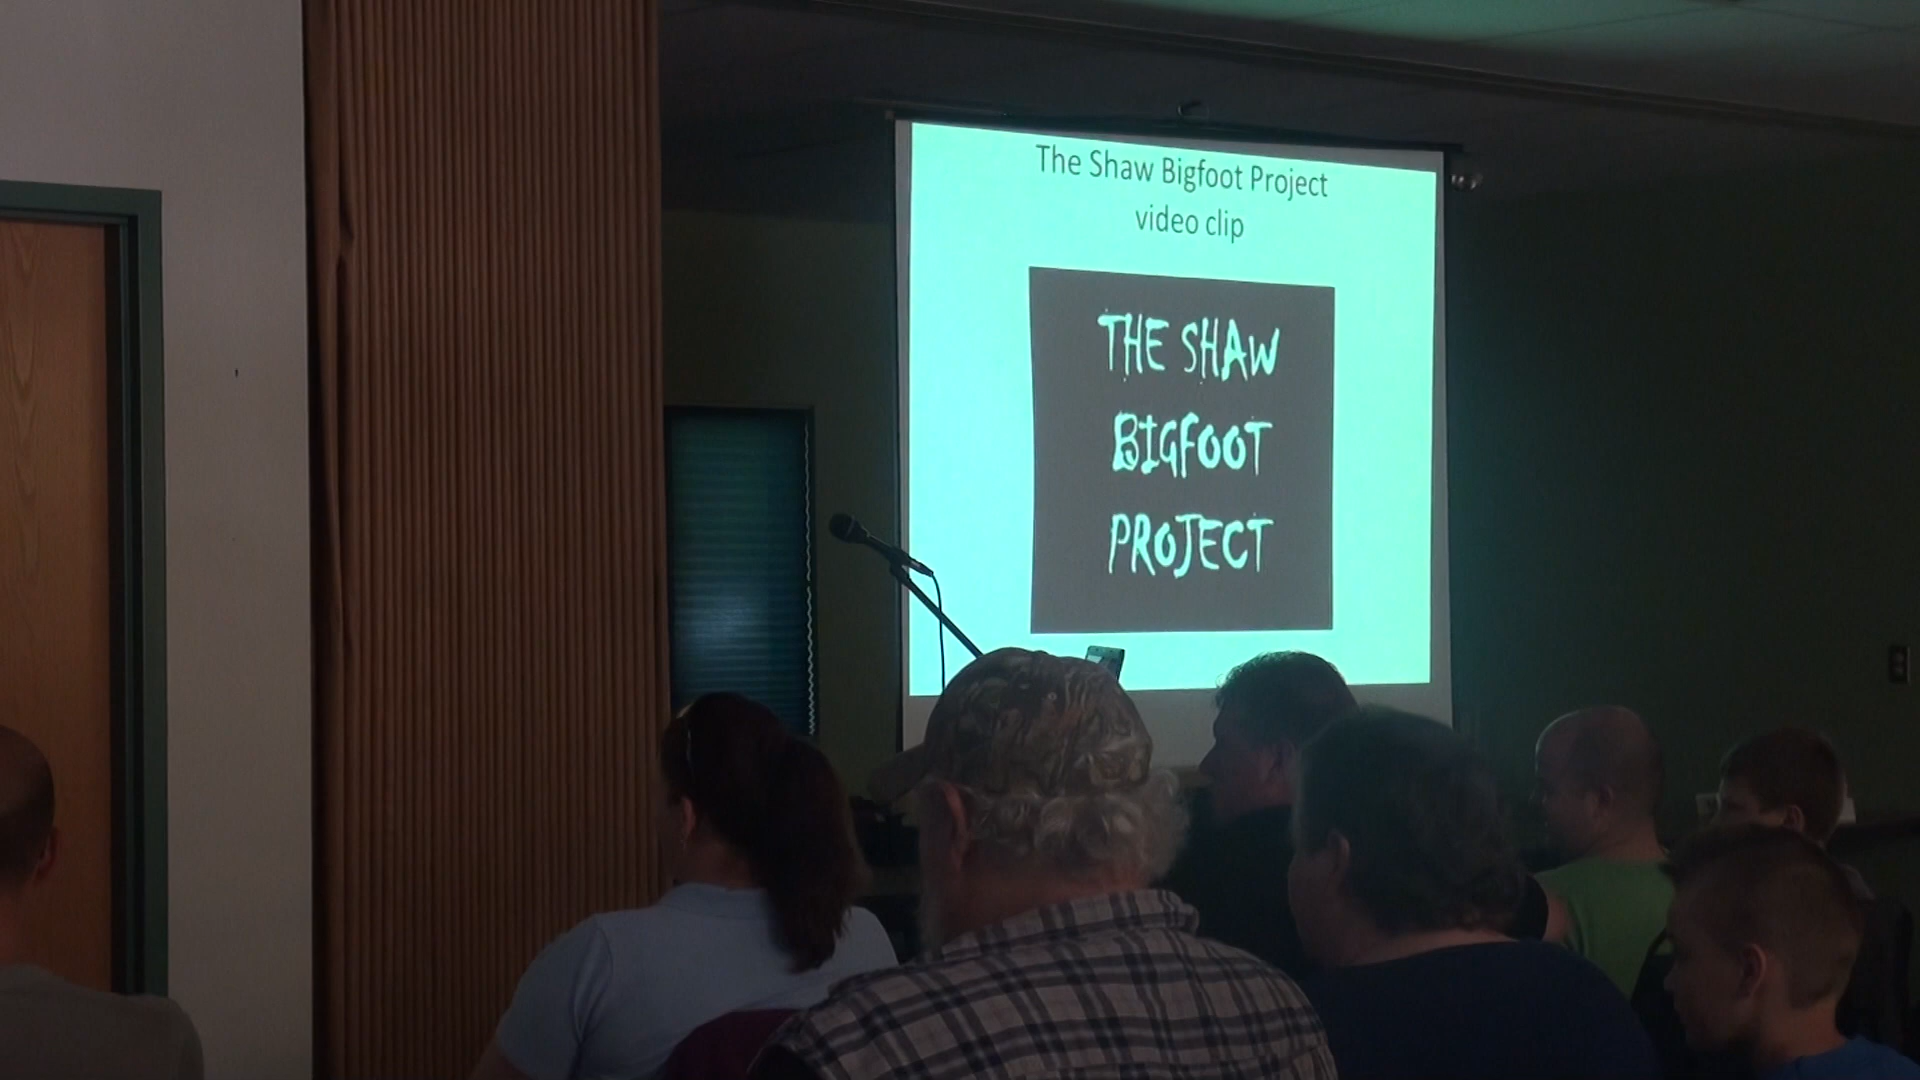 The Shaw Bigfoot Project
video clip
THE SHAW
BIGFOOT
PROJECT